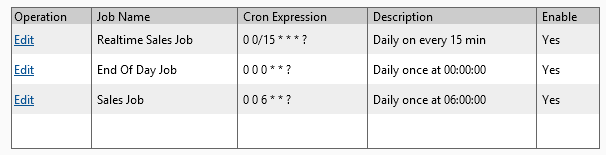 Operation Job Name Cron Expression Description Enable
Edit Realtime Sales Job 0 0/15 * * * ? Daily on every 15 min Yes
Edit End Of Day Job 0 0 0 * * ? Daily once at 00:00:00 Yes
Edit Sales Job 0 0 6 * * ? Daily once at 06:00:00 Yes